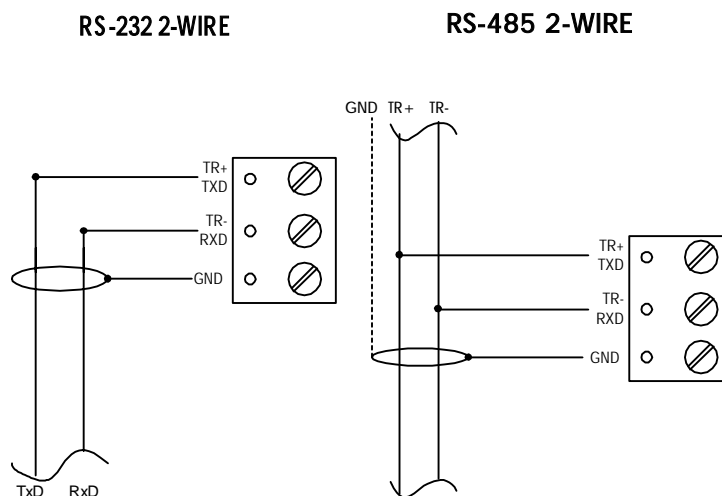 RS-232 2-WIRE
RS-485 2-WIRE
GND TR+ TR-
TR+
TXD
TR-
RXD
GND
TR+
TXD
TR-
RXD
GND
TxD RxD